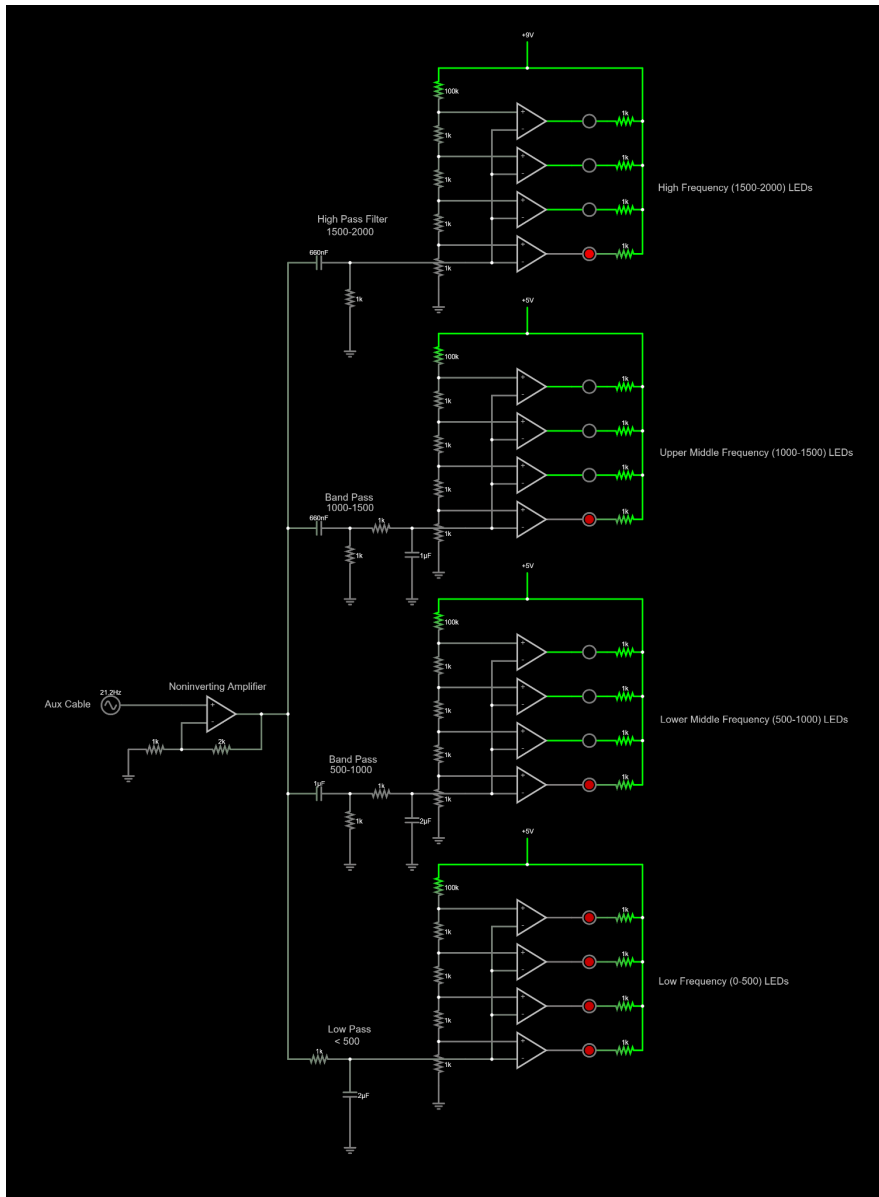 +9V
100k
+
-
1k
1k
+
-
1k
1k
High Frequency (1500-2000) LEDs
1k
+
-
1k
High Pass Filter
1500-2000
1k
+
-
1k
660nF
1k
1k
+5V
100k
+
-
1k
1k
+
-
1k
1k
Upper Middle Frequency (1000-1500) LEDs
1k
+
-
1k
Band Pass
1000-1500
1k
+
-
1k
660nF
1k
1k
1k
1µF
+5V
100k
+
-
1k
1k
+
-
1k
Noninverting Amplifier
21.2Hz
Aux Cable
+
-
1k
2k
1k
Lower Middle Frequency (500-1000) LEDs
1k
+
-
1k
Band Pass
500-1000
1k
+
-
1k
1µF
1k
1k
1k
2µF
+5V
100k
+
-
1k
1k
+
-
1k
1k
Low Frequency (0-500) LEDs
1k
+
-
1k
Low Pass
< 500
1k
+
-
1k
1k
1k
2µF